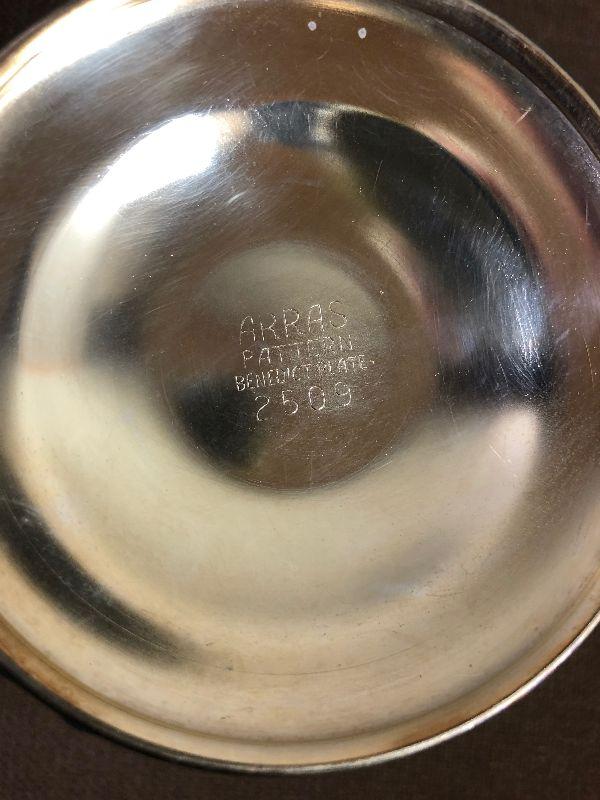 ARRAS
PATTERN
BENEDICT PLATE.
2509